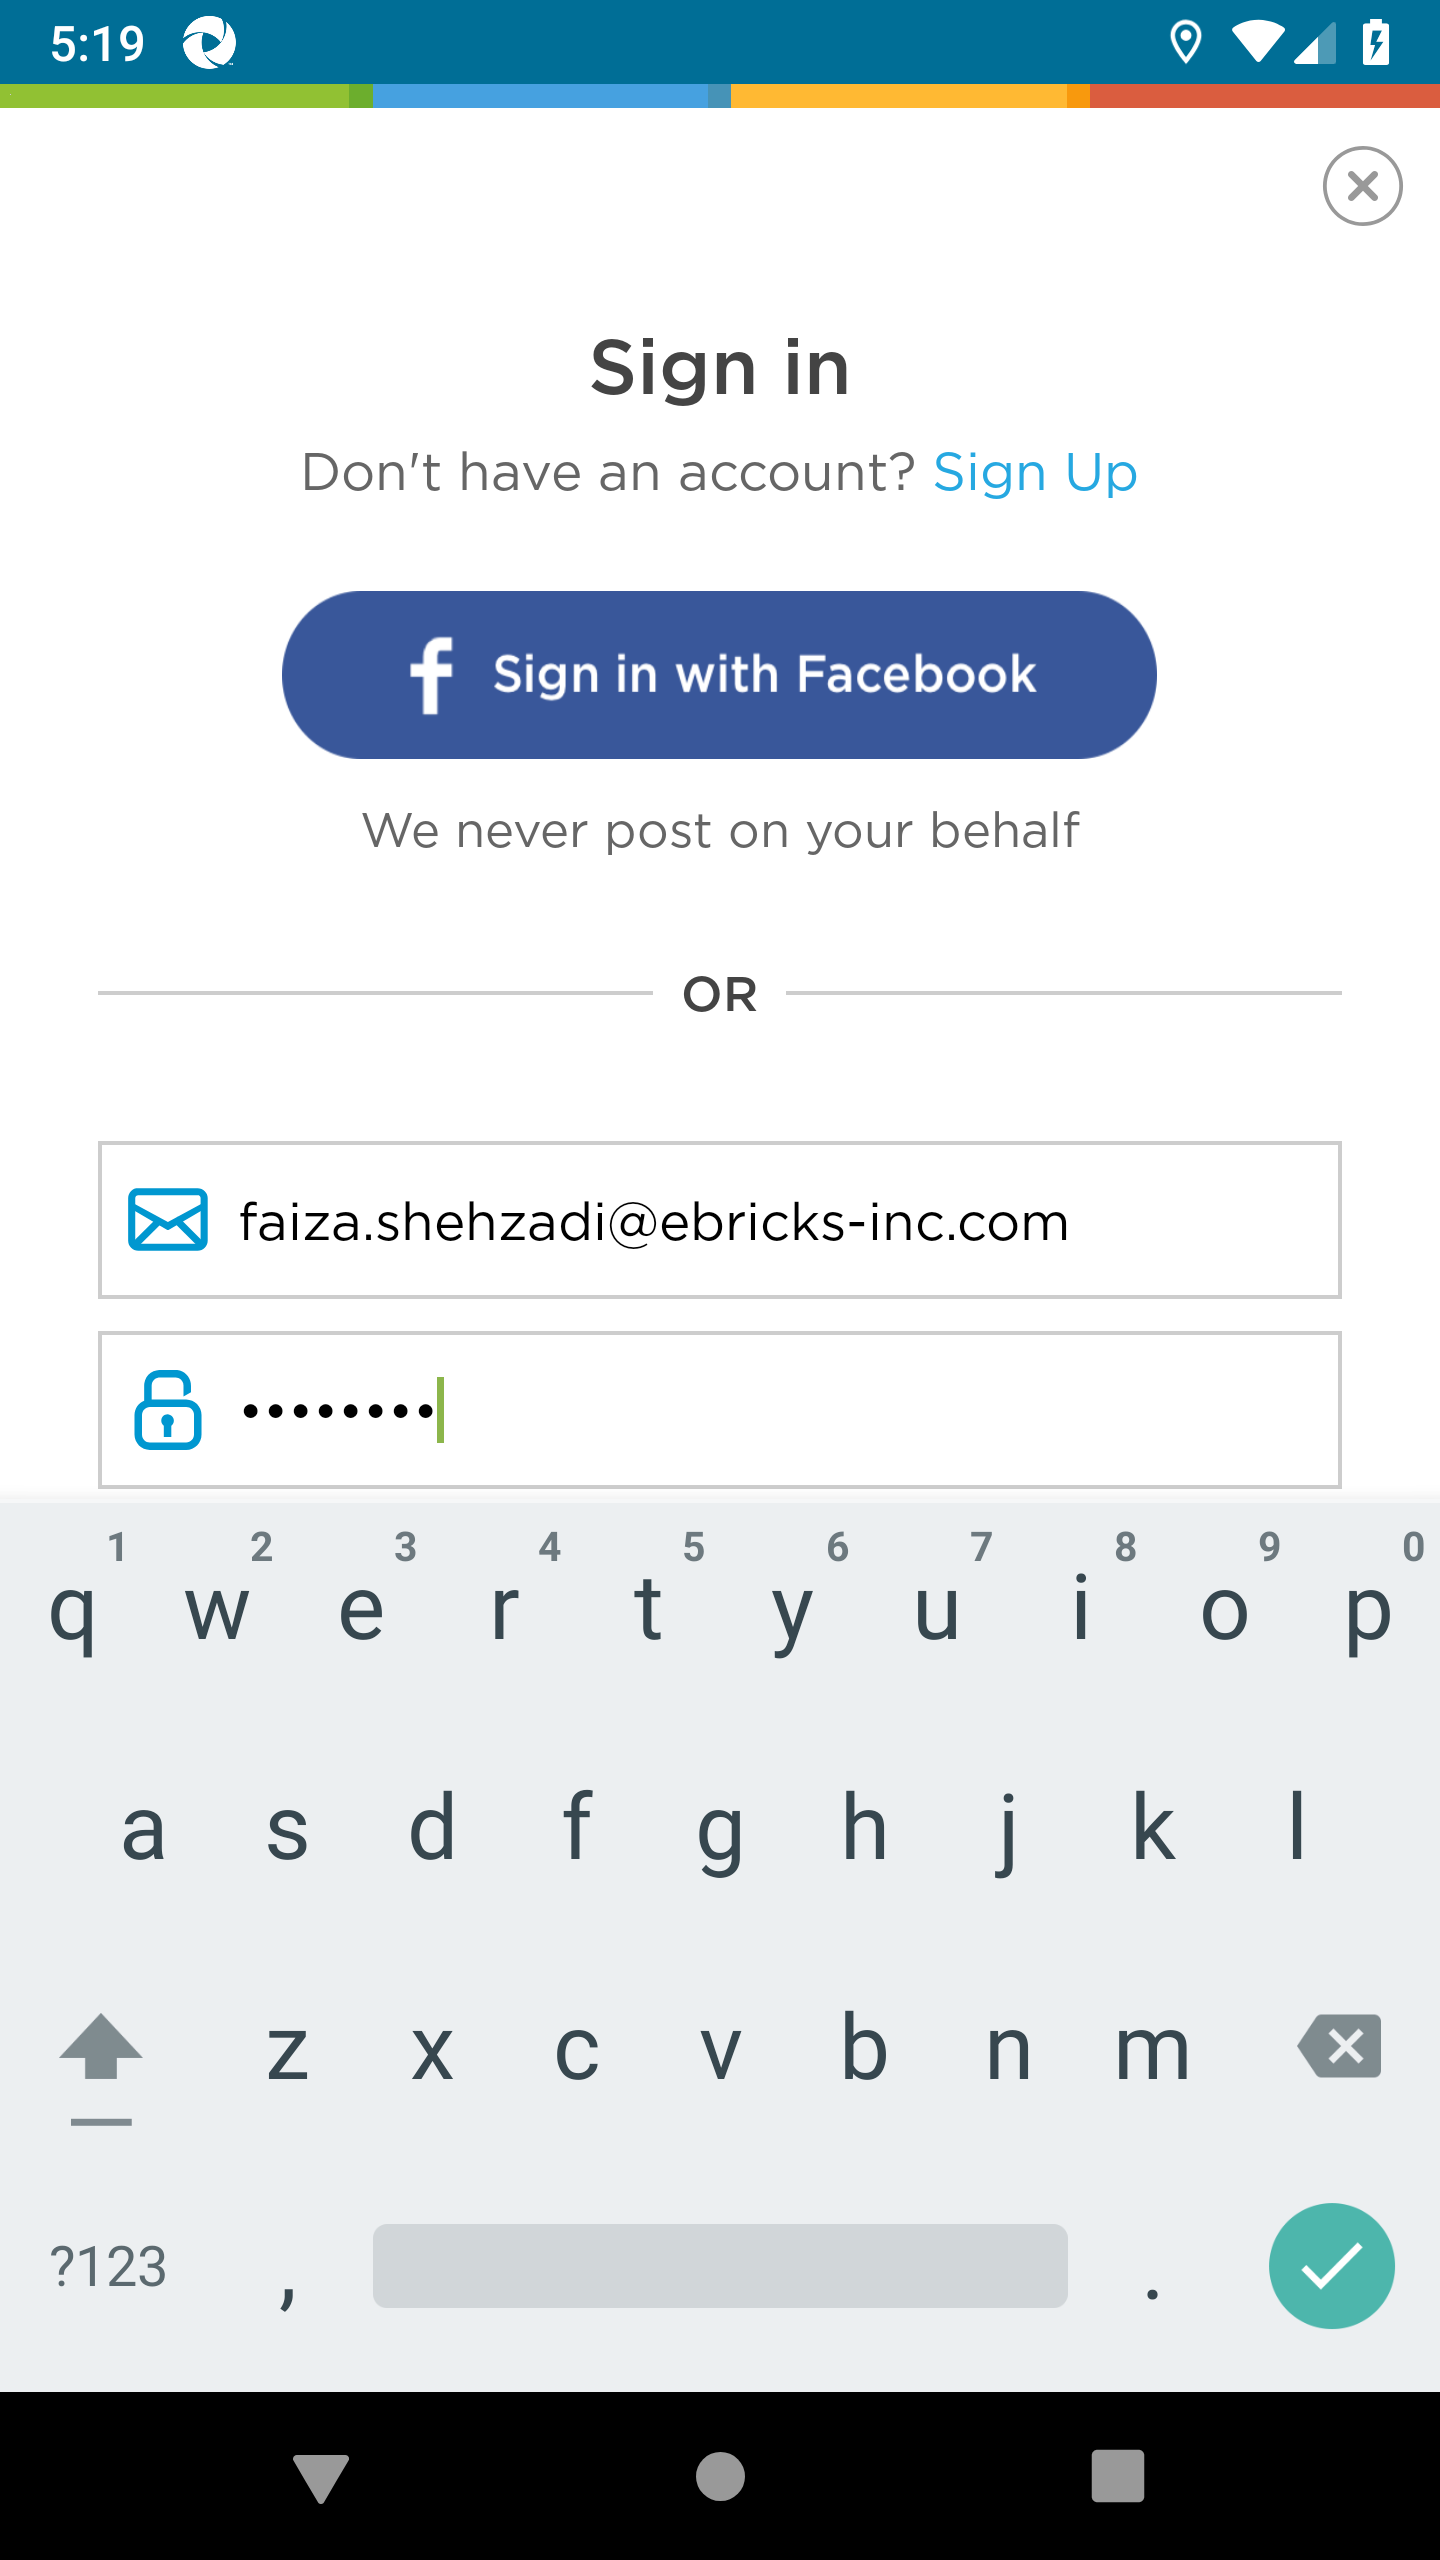 5:19
Sign in
Don't have an account? Sign Up
f Sign in with Facebook
We never post on your behalf
OR
faiza.shehzadi@ebricks-inc.com
••••••••
1 2 3 4 5 6 7 8 9 0
q w e r t y u i o p
a s d f g h j k l
z x c v b n m
?123 , .